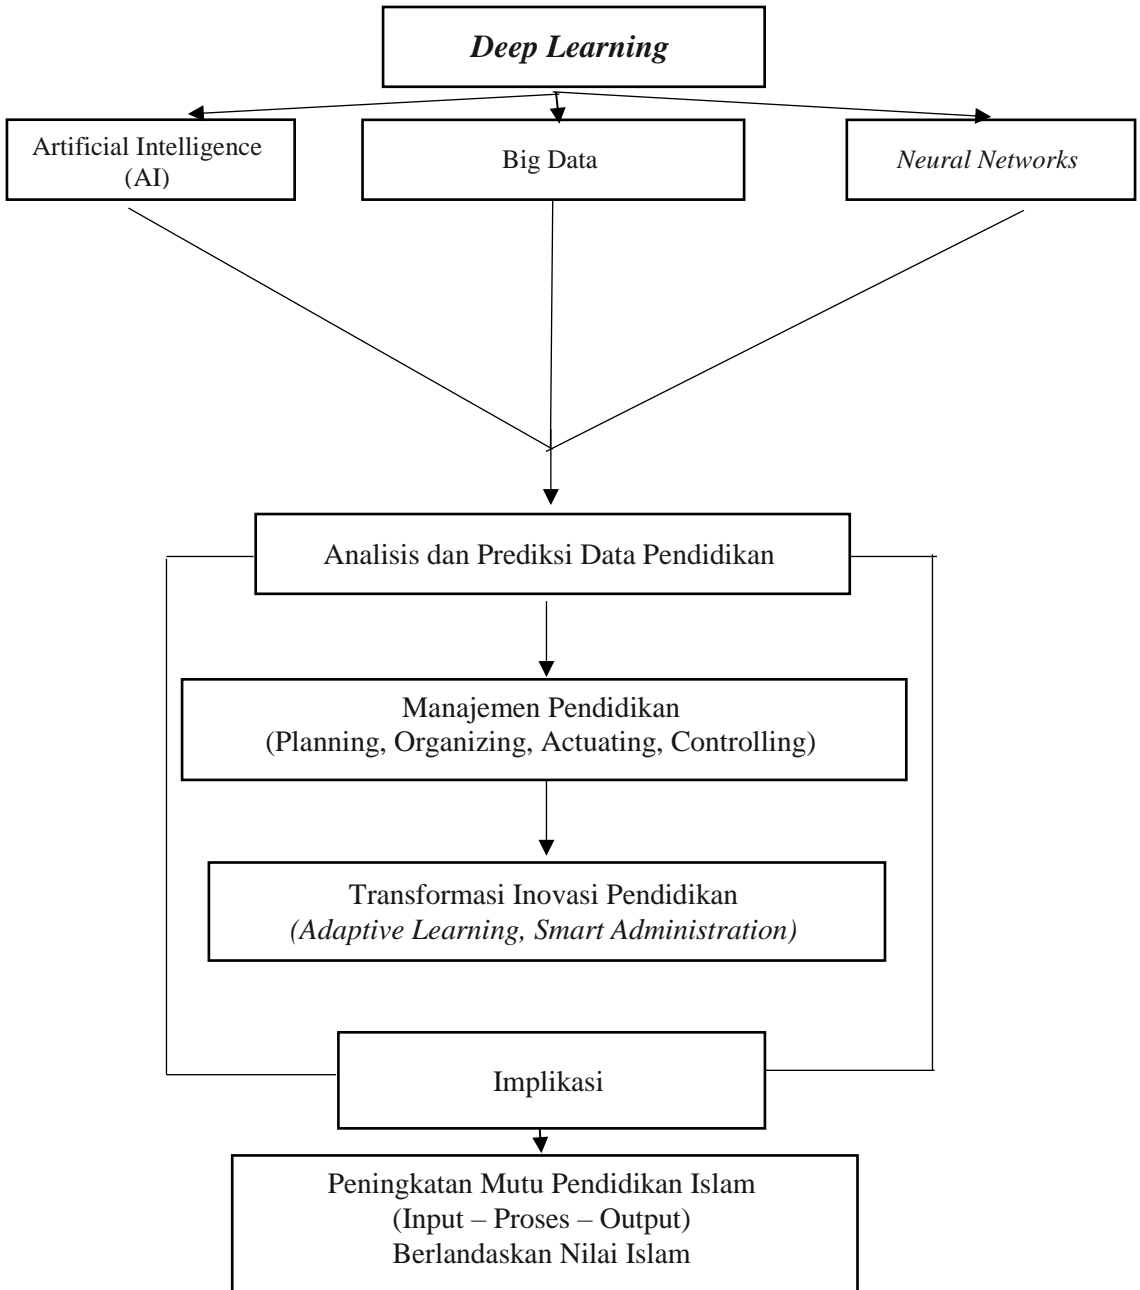 Deep Learning
Artificial Intelligence
(AI)
Big Data
Neural Networks
Analisis dan Prediksi Data Pendidikan
Manajemen Pendidikan
(Planning, Organizing, Actuating, Controlling)
Transformasi Inovasi Pendidikan
(Adaptive Learning, Smart Administration)
Implikasi
Peningkatan Mutu Pendidikan Islam
(Input – Proses – Output)
Berlandaskan Nilai Islam